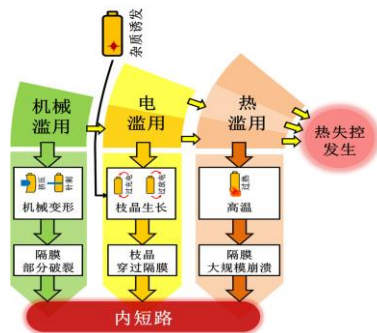 杂质诱发
机械
滥用
电
滥用
热
滥用
热失控
发生
挤压
针刺
机械变形
过充电
过放电
枝晶生长
过热
高温
隔膜
部分破裂
枝晶
穿过隔膜
隔膜
大规模崩溃
内短路